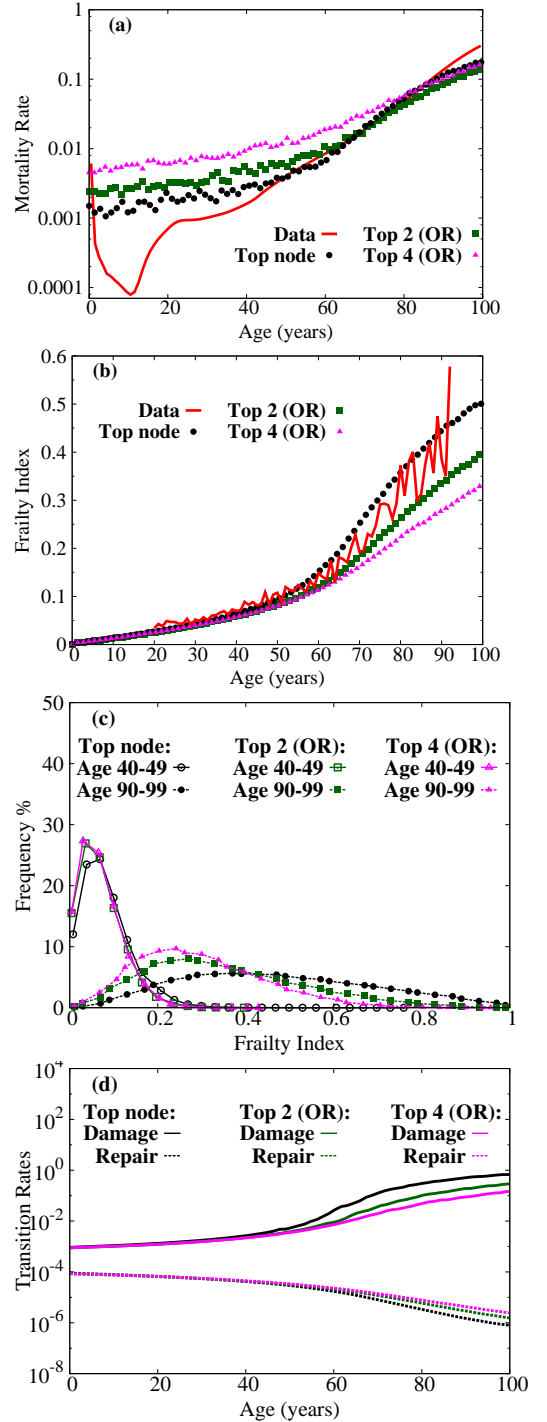 (a)
Mortality Rate
1
0.1
0.01
0.001
0.0001
Data Top 2 (OR)
Top node Top 4 (OR)
0 20 40 60 80 100
Age (years)
(b)
Frailty Index
0.6
0.5
0.4
0.3
0.2
0.1
0
Data Top 2 (OR)
Top node Top 4 (OR)
0 10 20 30 40 50 60 70 80 90 100
Age (years)
(c)
Frequency %
50
40
30
20
10
0
Top node: Top 2 (OR): Top 4 (OR):
Age 40-49 Age 40-49 Age 40-49
Age 90-99 Age 90-99 Age 90-99
0 0.2 0.4 0.6 0.8 1
Frailty Index
(d)
Transition Rates
10^4
10^2
10^0
10^-2
10^-4
10^-6
10^-8
Top node: Top 2 (OR): Top 4 (OR):
Damage Damage Damage
Repair Repair Repair
0 20 40 60 80 100
Age (years)